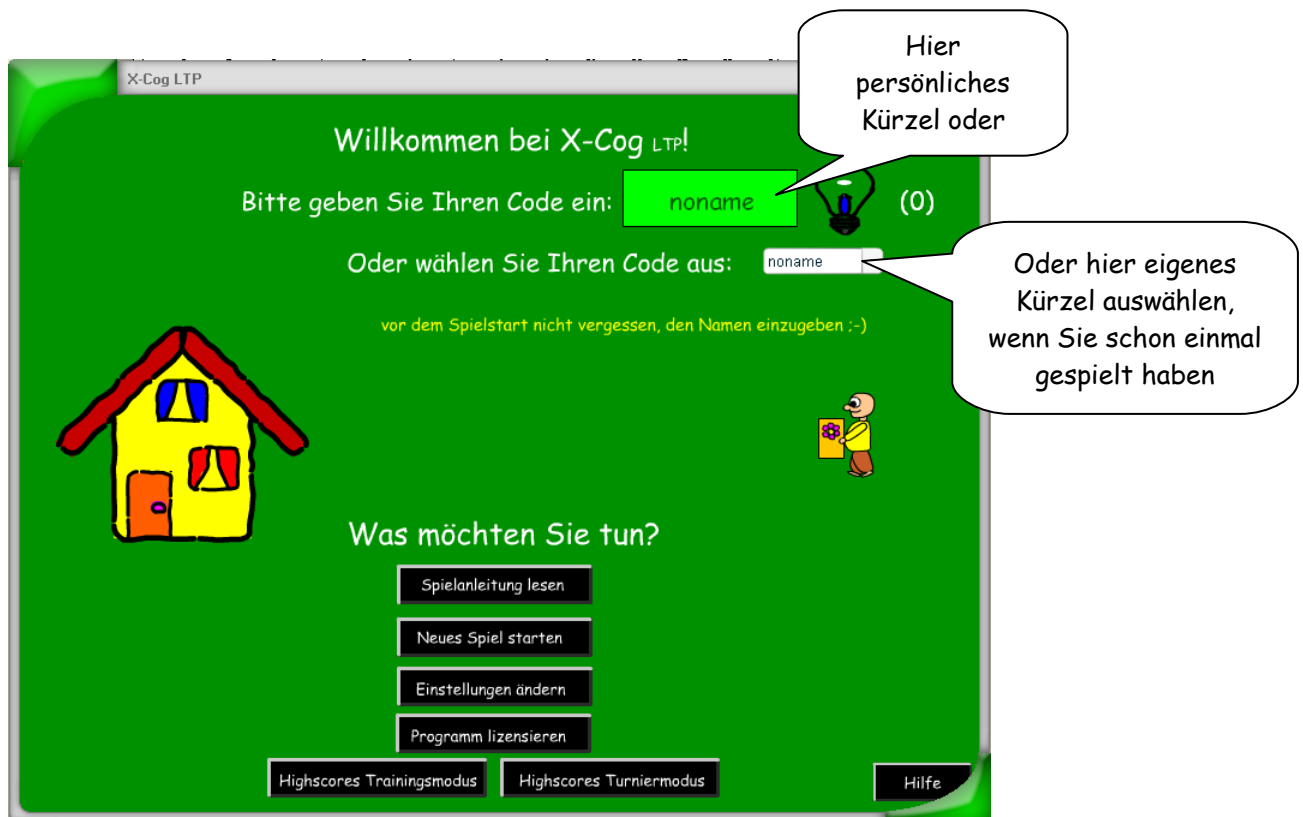 Hier
persönliches
Kürzel oder
X-Cog LTP
Willkommen bei X-Cog LTP!
Bitte geben Sie Ihren Code ein: noname (0)
Oder wählen Sie Ihren Code aus: noname
Oder hier eigenes
Kürzel auswählen,
wenn Sie schon einmal
gespielt haben
vor dem Spielstart nicht vergessen, den Namen einzugeben ;-)
Was möchten Sie tun?
Spielanleitung lesen
Neues Spiel starten
Einstellungen ändern
Programm lizensieren
Highscores Trainingsmodus Highscores Turniermodus
Hilfe